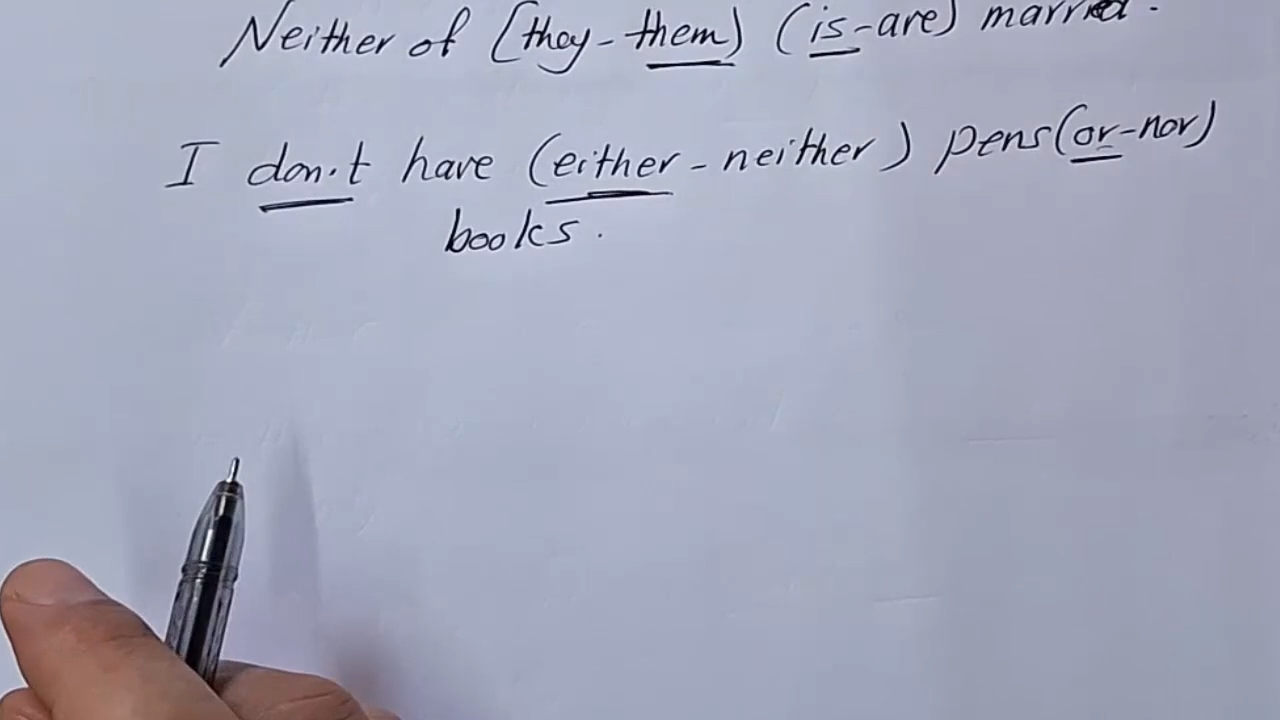 Neither of (they-them) (is-are) married.
I don't have (either-neither) pens (or-nor)
books.